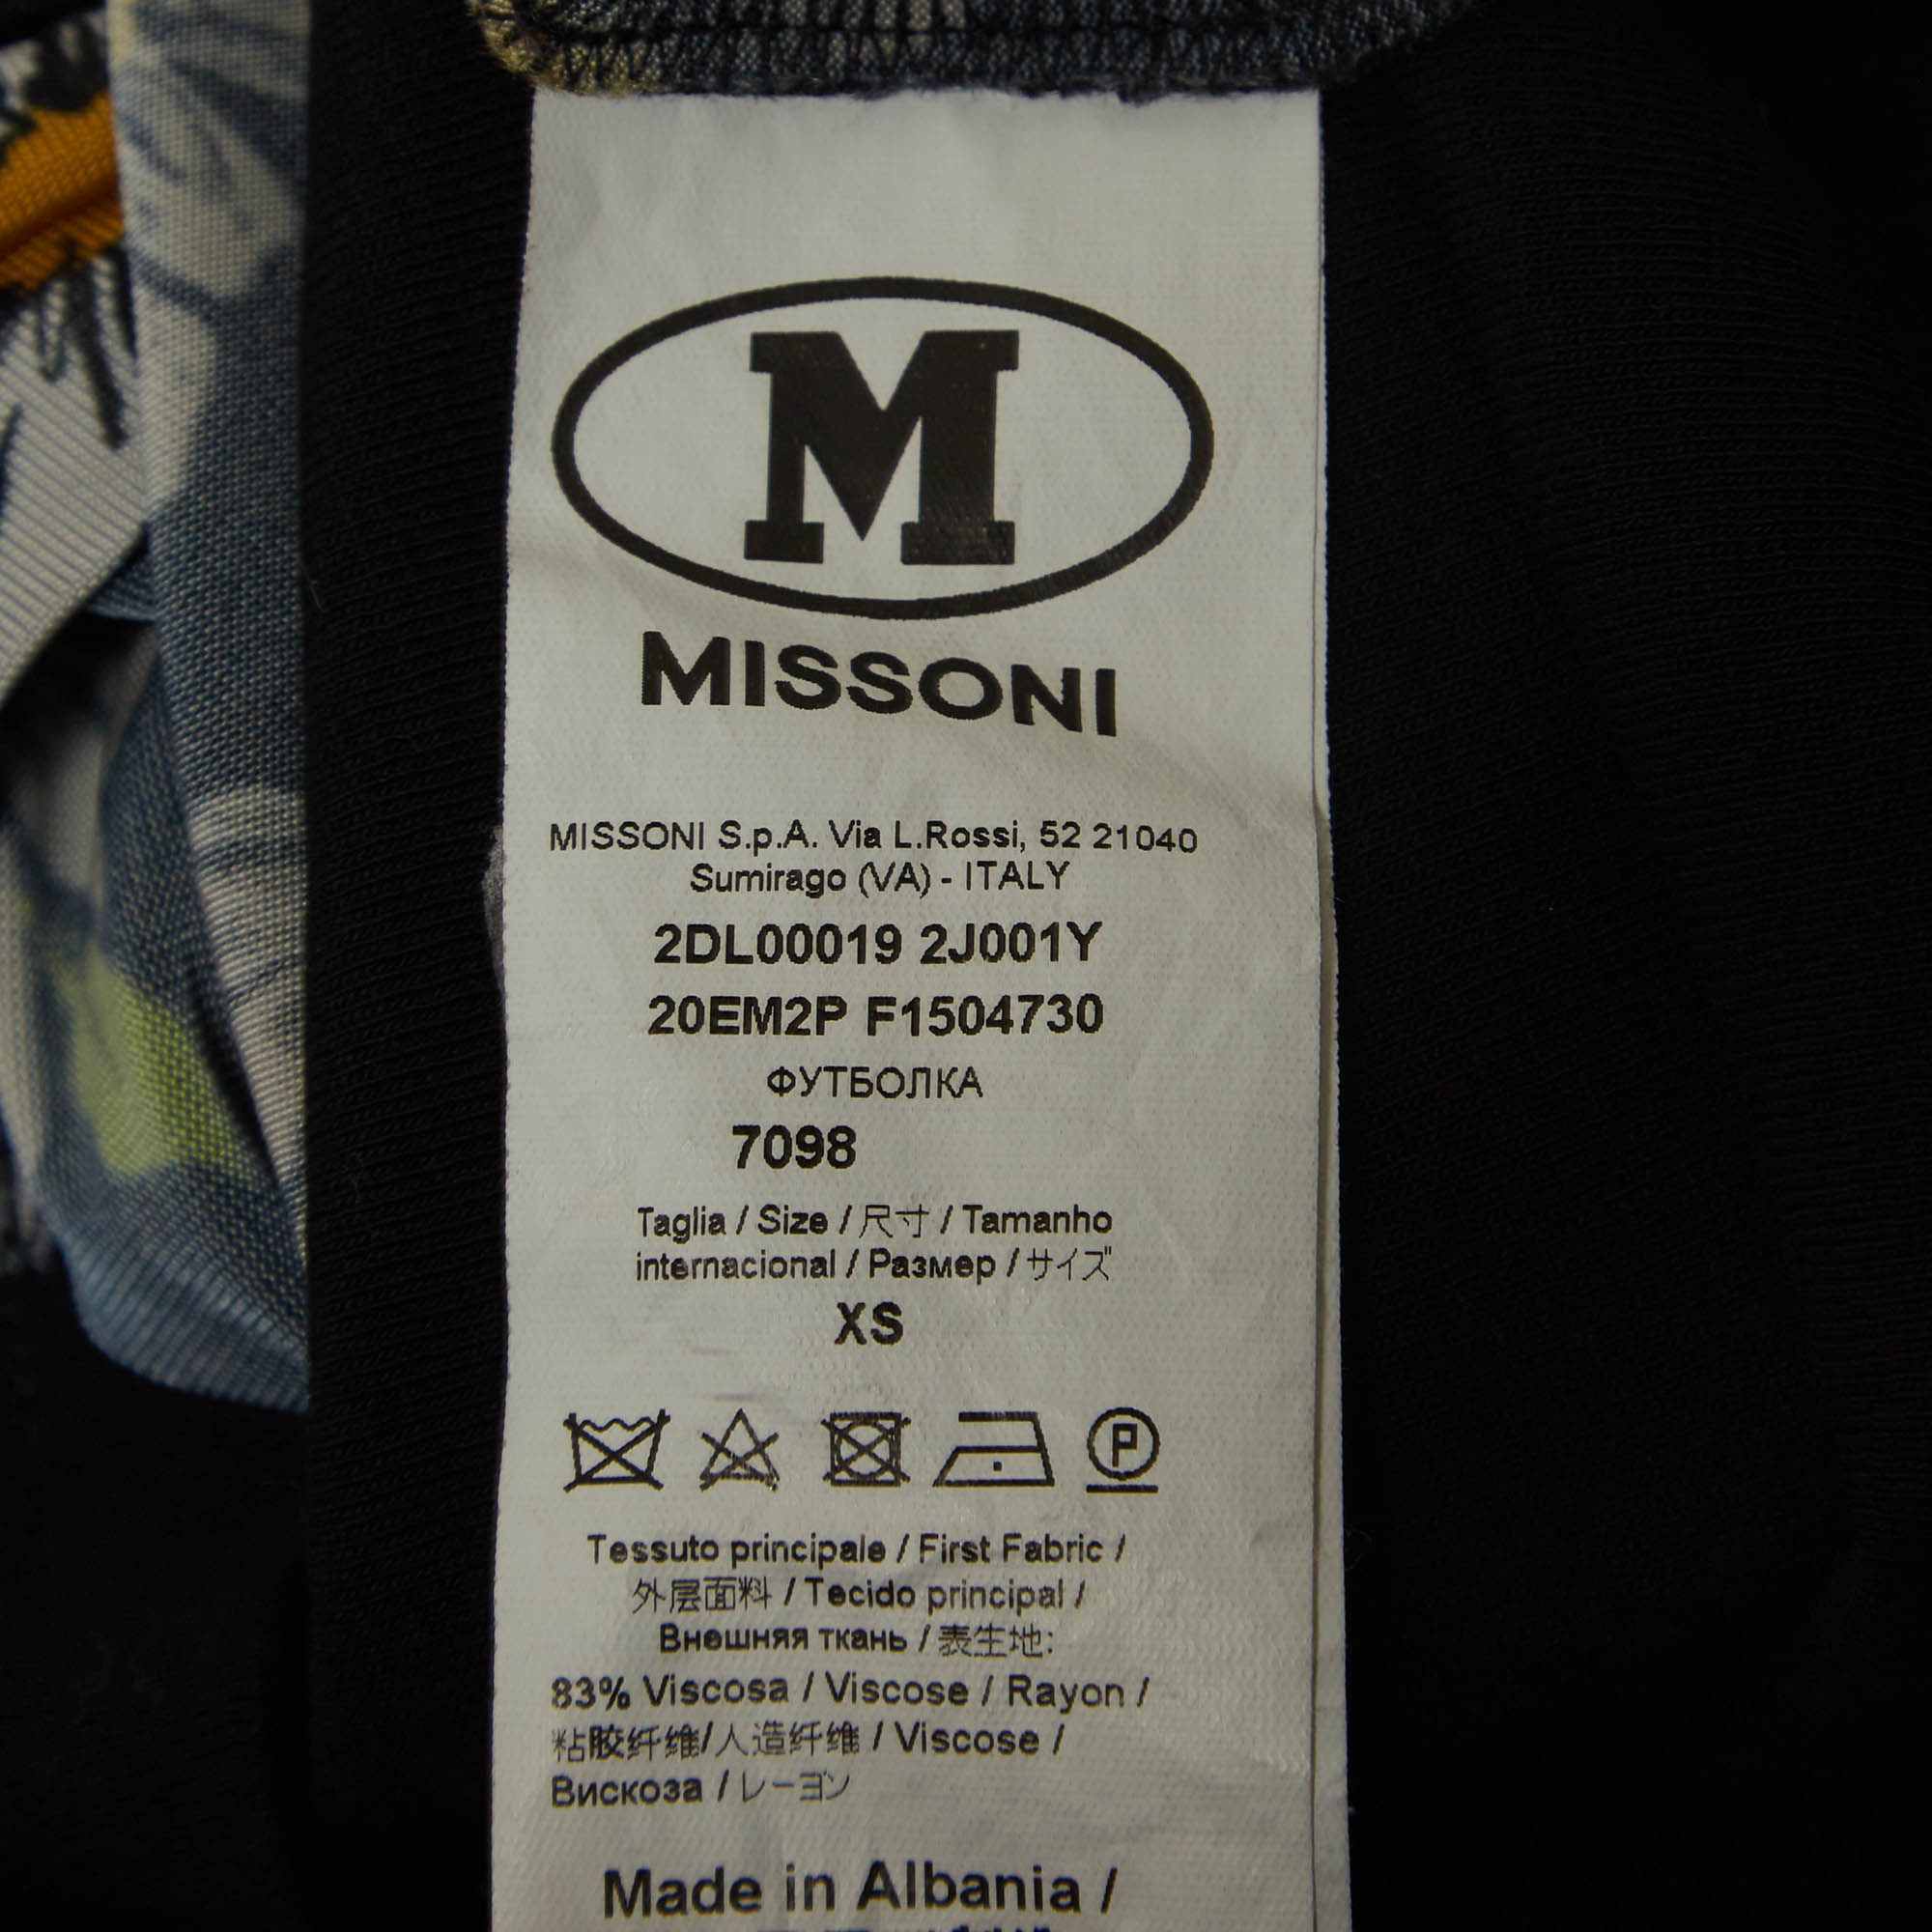 M
MISSONI
MISSONI S.p.A. Via L.Rossi, 52 21040
Sumirago (VA) - ITALY
2DL00019 2J001Y
20EM2P F1504730
ФУТБОЛКА
7098
Taglia / Size / 尺寸 / Tamanho
internacional / Размер / サイズ
XS
P
Tessuto principale / First Fabric /
外层面料 / Tecido principal /
Внешняя ткань / 表生地:
83% Viscosa / Viscose / Rayon /
粘胶纤维/人造纤维 / Viscose /
Вискоза / レーヨン
Made in Albania /